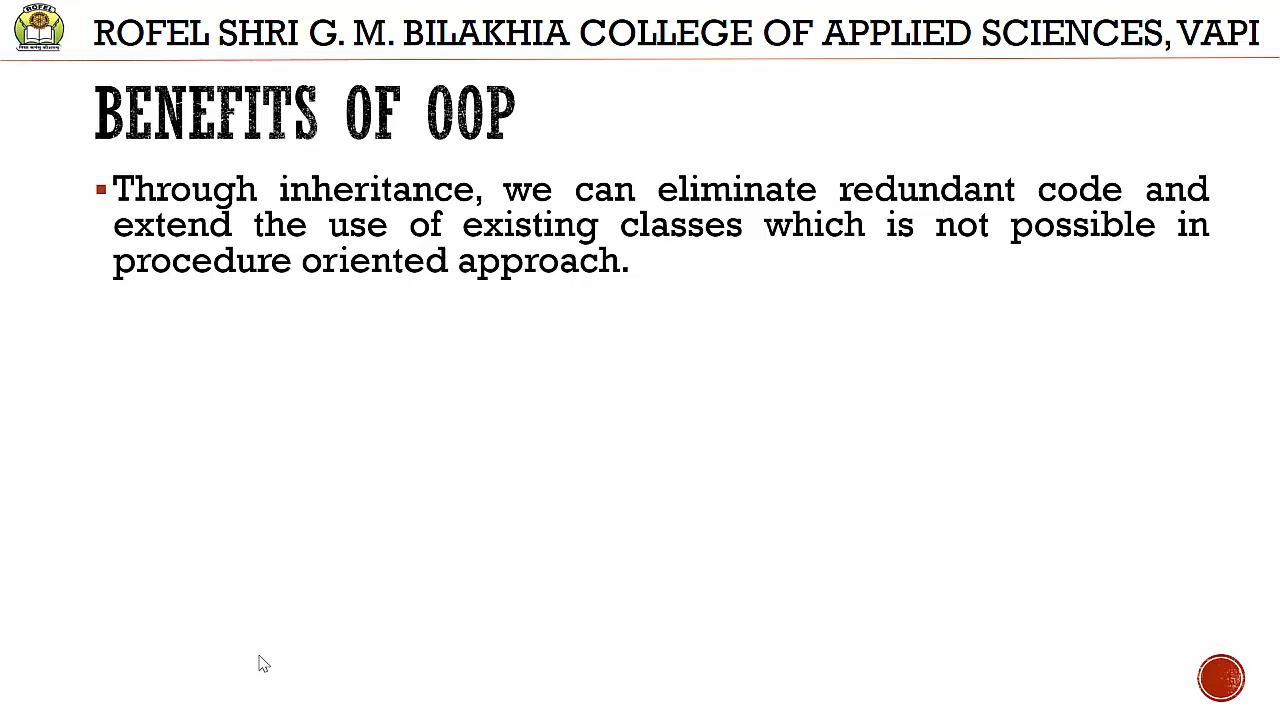 ROFEL
ROFEL SHRI G. M. BILAKHIA COLLEGE OF APPLIED SCIENCES, VAPI
BENEFITS OF OOP
Through inheritance, we can eliminate redundant code and
extend the use of existing classes which is not possible in
procedure oriented approach.